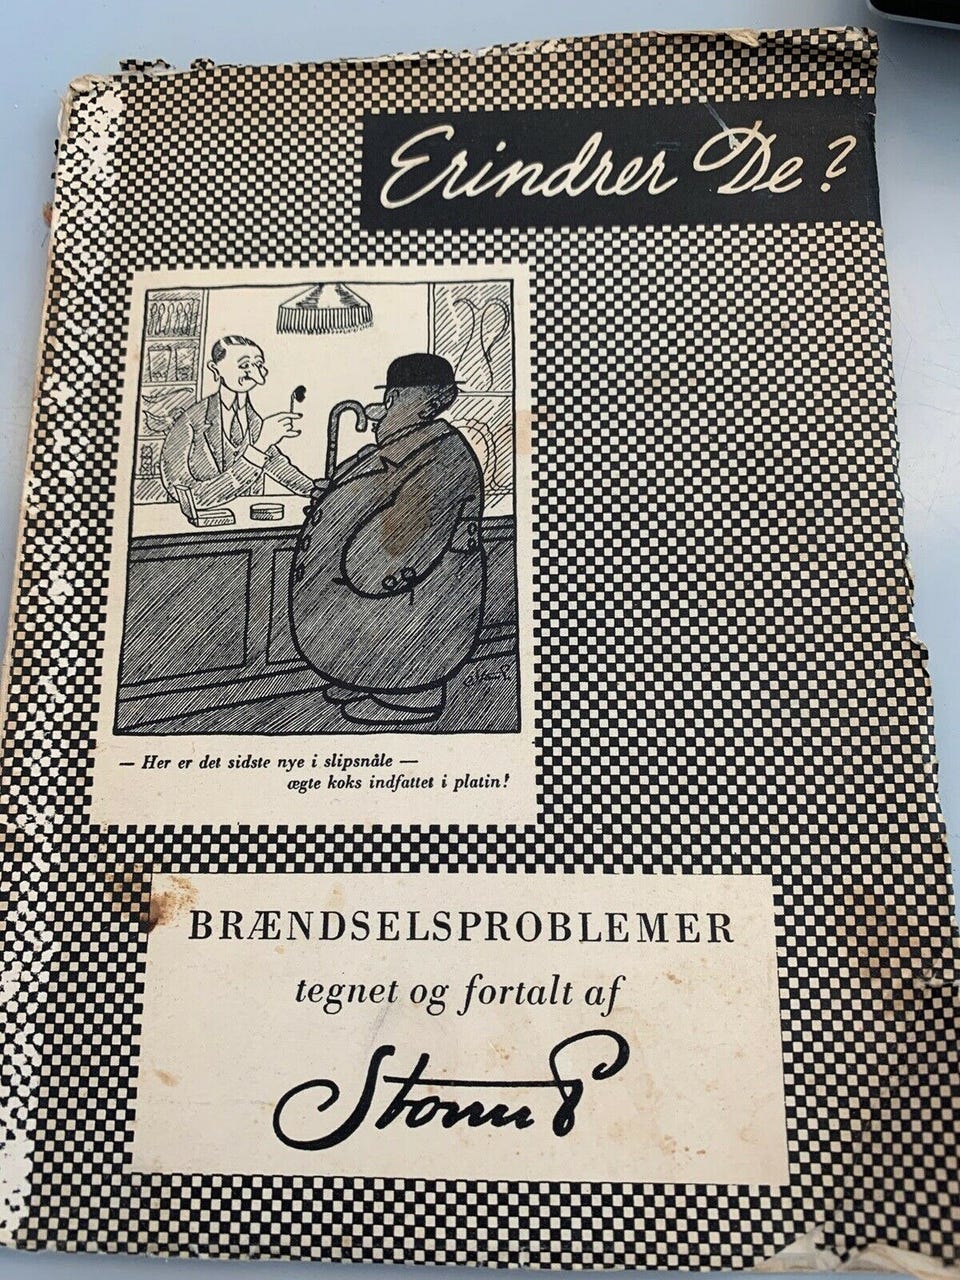 Erindrer De?
— Her er det sidste nye i slipsnåle —
ægte koks indfattet i platin!
BRÆNDSELSPROBLEMER
tegnet og fortalt af
Storm P